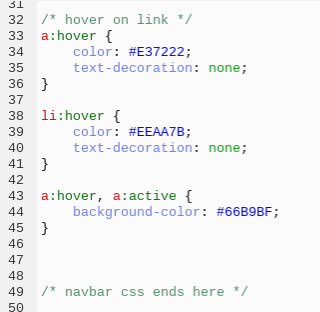 31
32 /* hover on link */
33 a:hover {
34     color: #E37222;
35     text-decoration: none;
36 }
37
38 li:hover {
39     color: #EEAA7B;
40     text-decoration: none;
41 }
42
43 a:hover, a:active {
44     background-color: #66B9BF;
45 }
46
47
48
49 /* navbar css ends here */
50